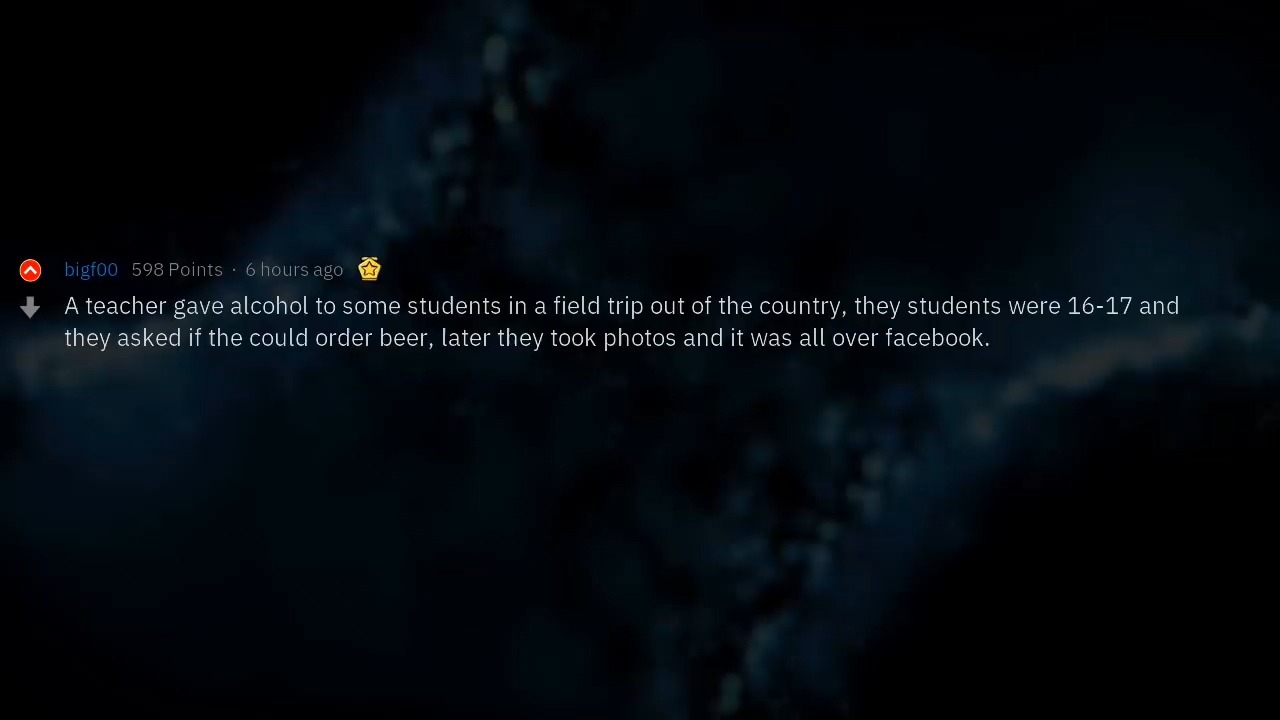 bigf00 598 Points · 6 hours ago
A teacher gave alcohol to some students in a field trip out of the country, they students were 16-17 and
they asked if the could order beer, later they took photos and it was all over facebook.